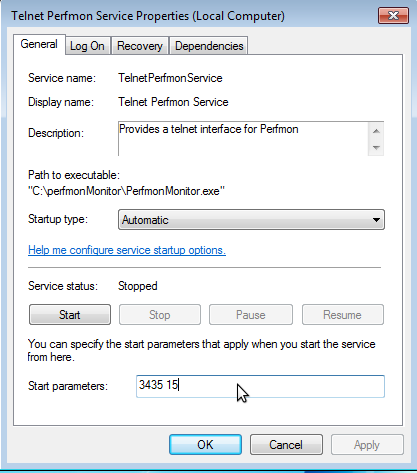 Telnet Perfmon Service Properties (Local Computer)
General Log On Recovery Dependencies
Service name: TelnetPerfmonService
Display name: Telnet Perfmon Service
Description: Provides a telnet interface for Perfmon
Path to executable:
"C:\perfmonMonitor\PerfmonMonitor.exe"
Startup type: Automatic
Help me configure service startup options.
Service status: Stopped
Start Stop Pause Resume
You can specify the start parameters that apply when you start the service
from here.
Start parameters: 3435 15
OK Cancel Apply